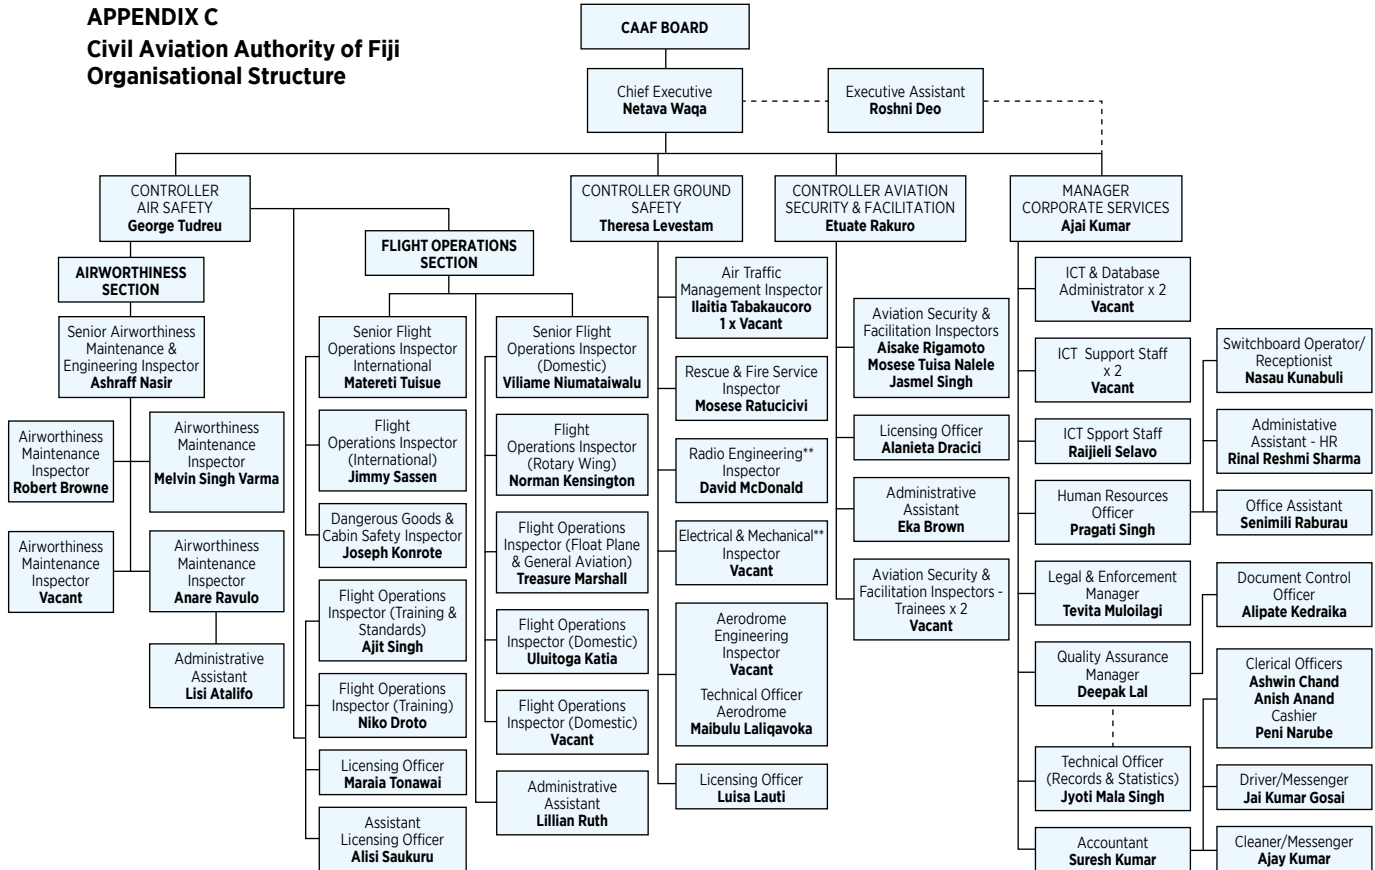 APPENDIX C
Civil Aviation Authority of Fiji
Organisational Structure
CAAF BOARD
Chief Executive
Netava Waqa
Executive Assistant
Roshni Deo
CONTROLLER
AIR SAFETY
George Tudreu
AIRWORTHINESS
SECTION
Senior Airworthiness
Maintenance &
Engineering Inspector
Ashraff Nasir
Airworthiness
Maintenance
Inspector
Robert Browne
Airworthiness
Maintenance
Inspector
Melvin Singh Varma
Airworthiness
Maintenance
Inspector
Vacant
Airworthiness
Maintenance
Inspector
Anare Ravulo
Administrative
Assistant
Lisi Atalifo
FLIGHT OPERATIONS
SECTION
Senior Flight
Operations Inspector
International
Matereti Tuisue
Flight
Operations Inspector
(International)
Jimmy Sassen
Dangerous Goods &
Cabin Safety Inspector
Joseph Konrote
Flight Operations
Inspector (Training &
Standards)
Ajit Singh
Flight Operations
Inspector (Training)
Niko Droto
Licensing Officer
Maraia Tonawai
Assistant
Licensing Officer
Alisi Saukuru
Senior Flight
Operations Inspector
(Domestic)
Viliame Niumataiwalu
Flight
Operations Inspector
(Rotary Wing)
Norman Kensington
Flight Operations
Inspector (Float Plane
& General Aviation)
Treasure Marshall
Flight Operations
Inspector (Domestic)
Uluitoga Katia
Flight Operations
Inspector (Domestic)
Vacant
Administrative
Assistant
Lillian Ruth
CONTROLLER GROUND
SAFETY
Theresa Levestam
Air Traffic
Management Inspector
Ilaitia Tabakaucoro
1 x Vacant
Rescue & Fire Service
Inspector
Mosese Ratucicivi
Radio Engineering**
Inspector
David McDonald
Electrical & Mechanical**
Inspector
Vacant
Aerodrome
Engineering
Inspector
Vacant
Technical Officer
Aerodrome
Maibulu Laliqavoka
Licensing Officer
Luisa Lauti
CONTROLLER AVIATION
SECURITY & FACILITATION
Etuate Rakuro
Aviation Security &
Facilitation Inspectors
Aisake Rigamoto
Mosese Tuisa Nalele
Jasmel Singh
Licensing Officer
Alanieta Dracici
Administrative
Assistant
Eka Brown
Aviation Security &
Facilitation Inspectors -
Trainees x 2
Vacant
MANAGER
CORPORATE SERVICES
Ajai Kumar
ICT & Database
Administrator x 2
Vacant
ICT Support Staff
x 2
Vacant
ICT Spport Staff
Raijieli Selavo
Human Resources
Officer
Pragati Singh
Legal & Enforcement
Manager
Tevita Muloilagi
Quality Assurance
Manager
Deepak Lal
Technical Officer
(Records & Statistics)
Jyoti Mala Singh
Accountant
Suresh Kumar
Switchboard Operator/
Receptionist
Nasau Kunabuli
Administative
Assistant - HR
Rinal Reshmi Sharma
Office Assistant
Senimili Raburau
Document Control
Officer
Alipate Kedraika
Clerical Officers
Ashwin Chand
Anish Anand
Cashier
Peni Narube
Driver/Messenger
Jai Kumar Gosai
Cleaner/Messenger
Ajay Kumar